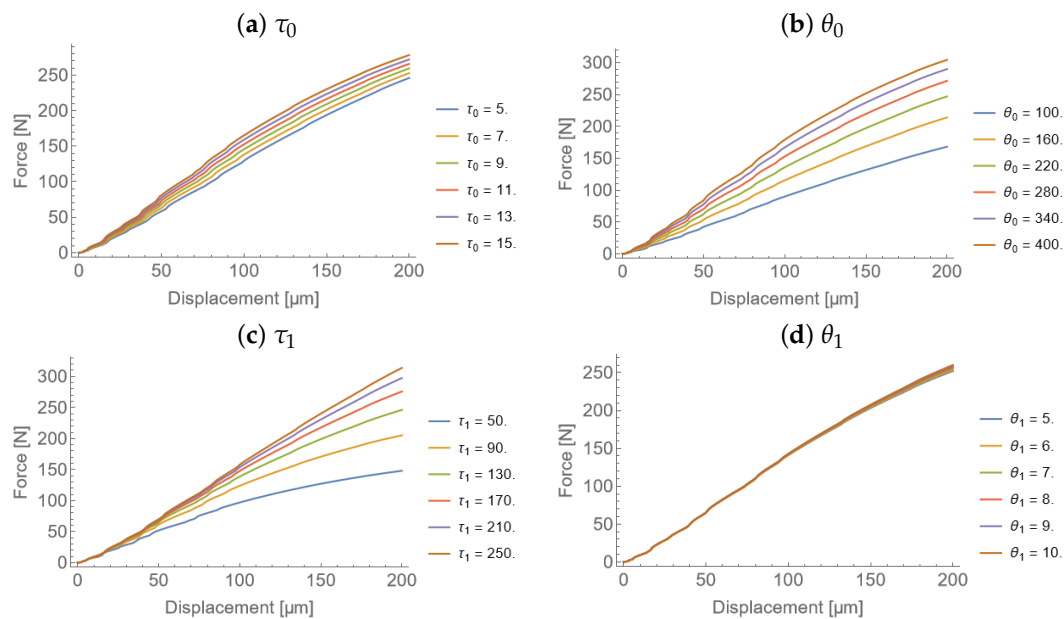 (a) τ₀
(b) θ₀
250
200
150
100
50
0
Force [N]
0 50 100 150 200
Displacement [µm]
τ₀ = 5.
τ₀ = 7.
τ₀ = 9.
τ₀ = 11.
τ₀ = 13.
τ₀ = 15.
300
250
200
150
100
50
0
Force [N]
0 50 100 150 200
Displacement [µm]
θ₀ = 100.
θ₀ = 160.
θ₀ = 220.
θ₀ = 280.
θ₀ = 340.
θ₀ = 400.
(c) τ₁
(d) θ₁
300
250
200
150
100
50
0
Force [N]
0 50 100 150 200
Displacement [µm]
τ₁ = 50.
τ₁ = 90.
τ₁ = 130.
τ₁ = 170.
τ₁ = 210.
τ₁ = 250.
250
200
150
100
50
0
Force [N]
0 50 100 150 200
Displacement [µm]
θ₁ = 5.
θ₁ = 6.
θ₁ = 7.
θ₁ = 8.
θ₁ = 9.
θ₁ = 10.